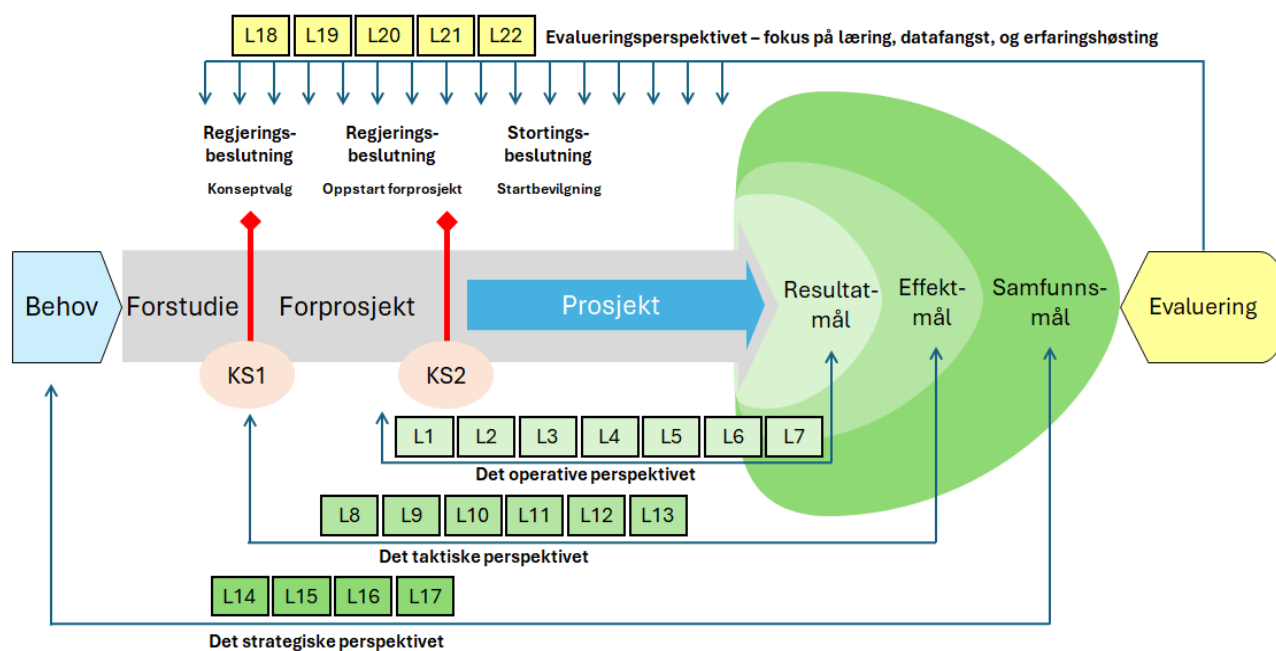 L18 L19 L20 L21 L22
Evalueringsperspektivet – fokus på læring, datafangst, og erfaringshøsting
Regjerings-
beslutning
Konseptvalg
Regjerings-
beslutning
Oppstart forprosjekt
Stortings-
beslutning
Startbevilgning
Behov
Forstudie
Forprosjekt
Prosjekt
Resultat-
mål
Effekt-
mål
Samfunns-
mål
Evaluering
KS1
KS2
L1 L2 L3 L4 L5 L6 L7
Det operative perspektivet
L8 L9 L10 L11 L12 L13
Det taktiske perspektivet
L14 L15 L16 L17
Det strategiske perspektivet